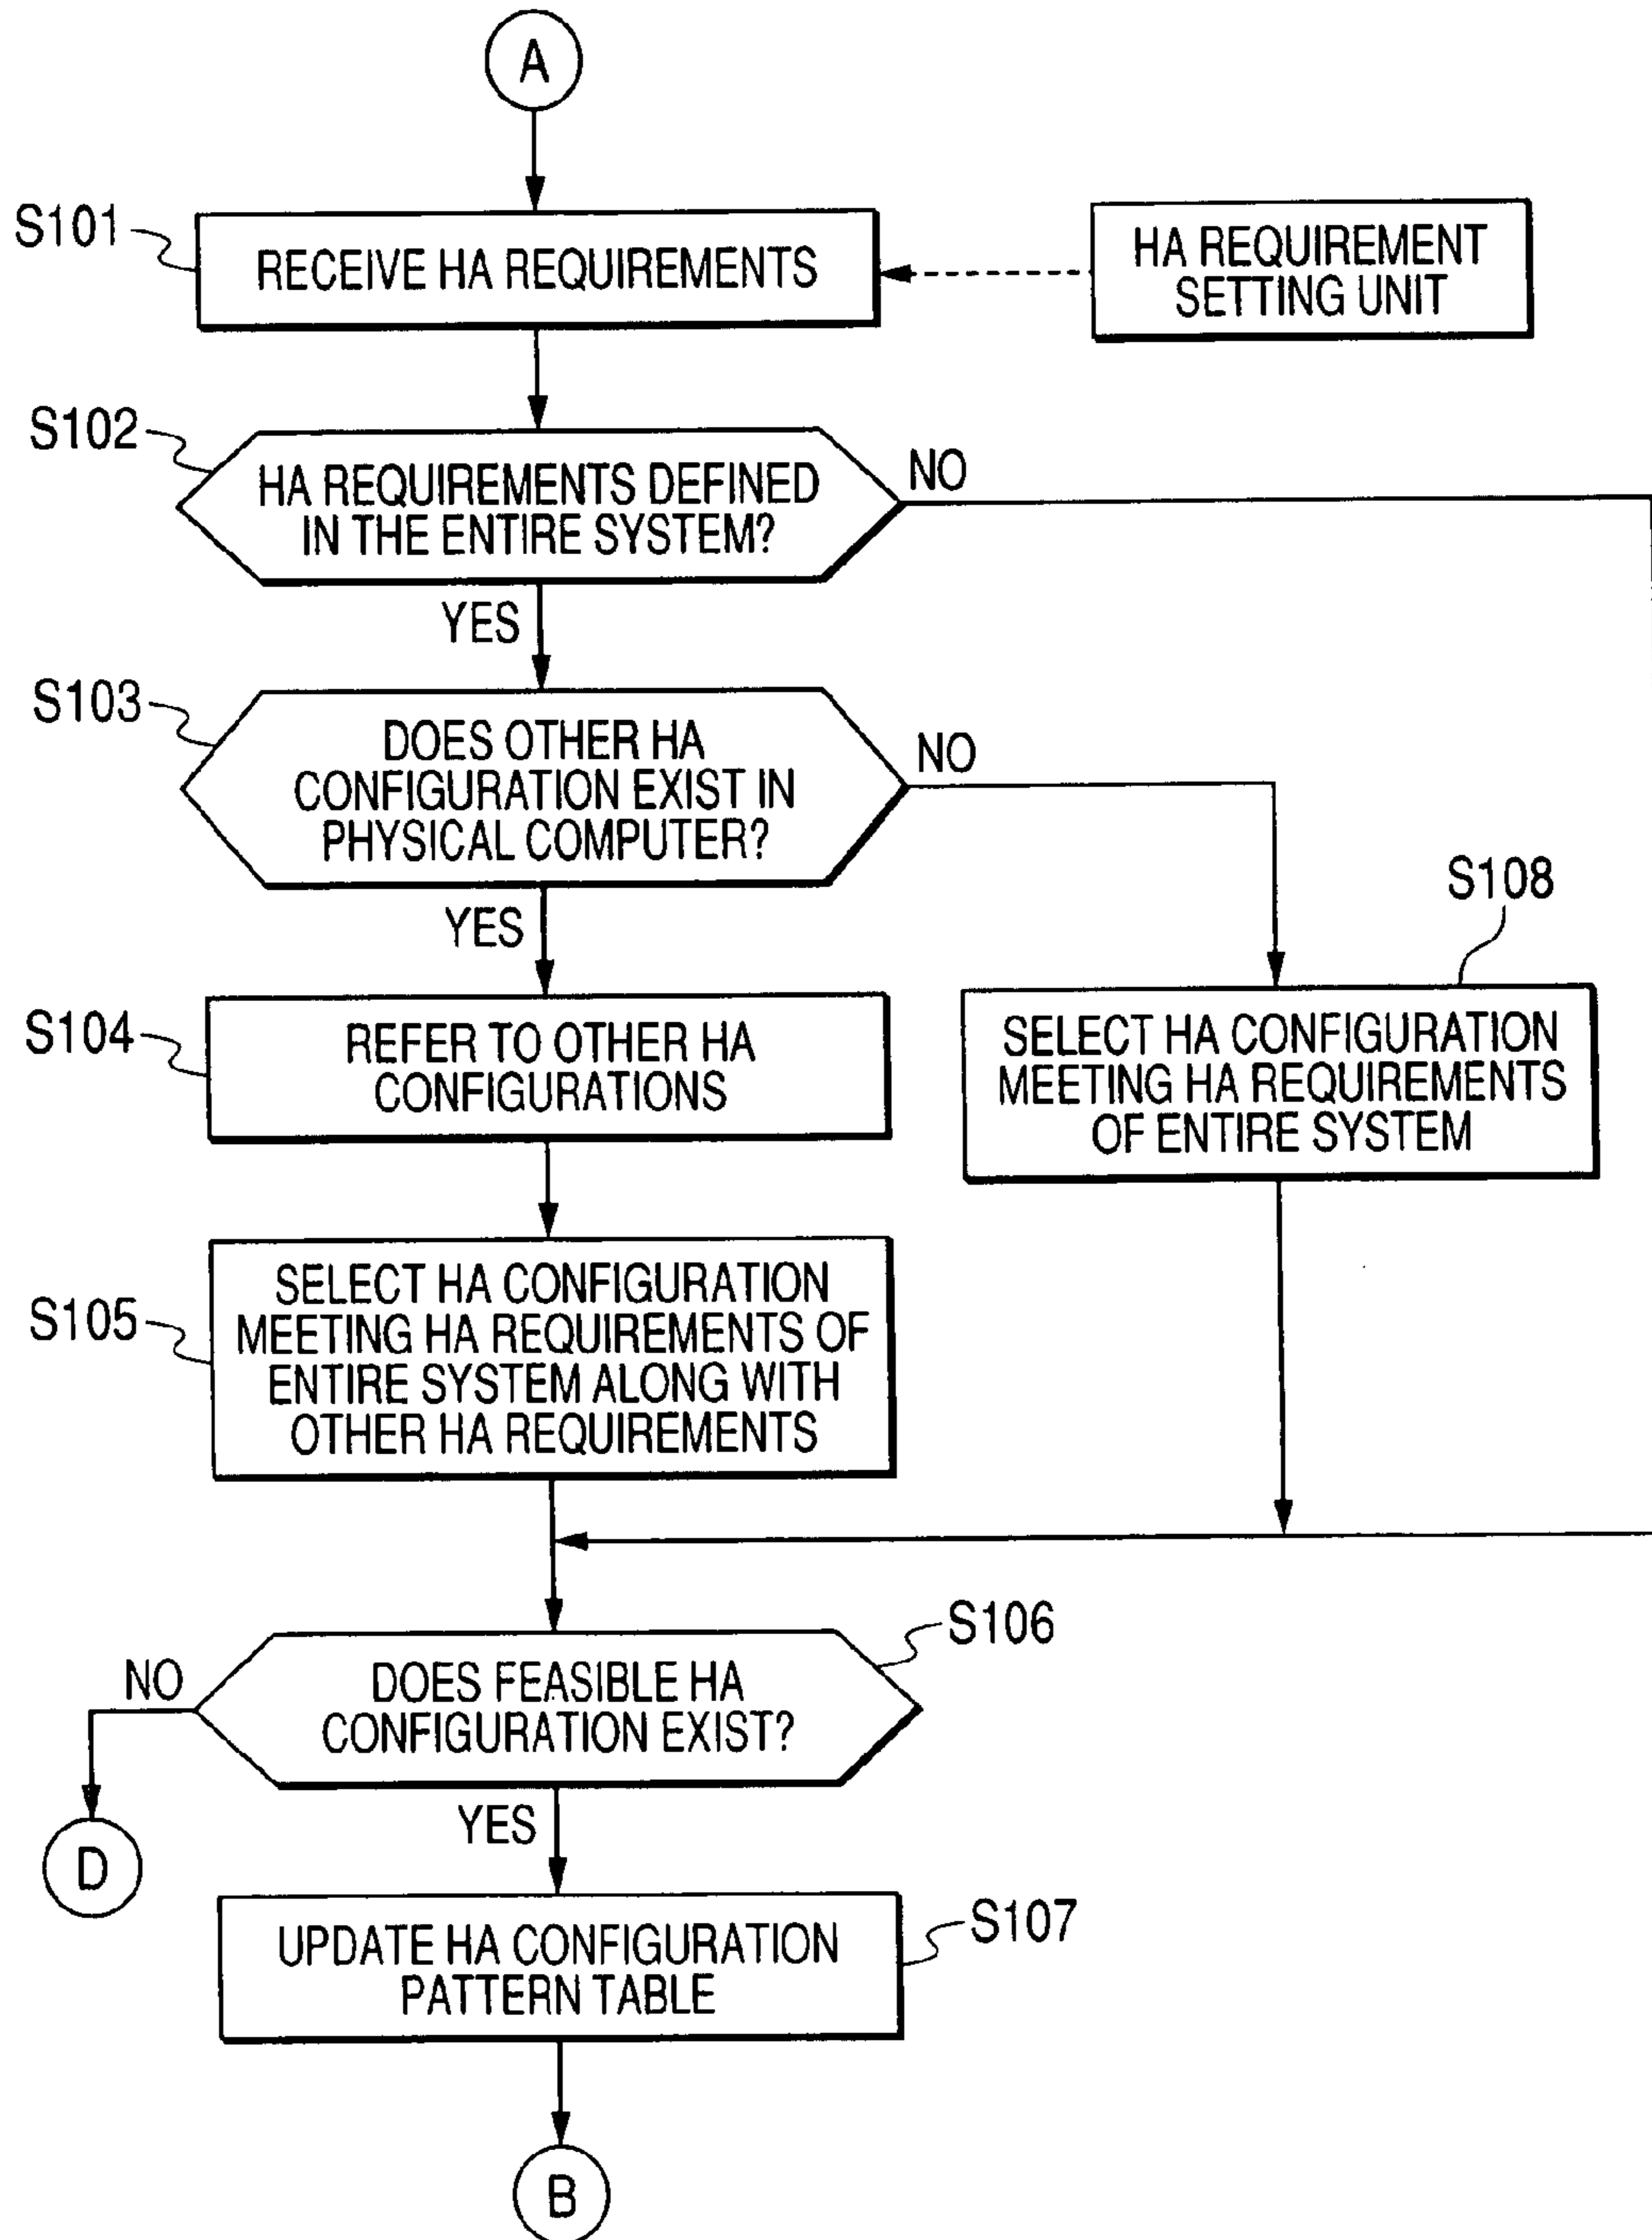 A
S101
RECEIVE HA REQUIREMENTS
HA REQUIREMENT
SETTING UNIT
S102
HA REQUIREMENTS DEFINED
IN THE ENTIRE SYSTEM?
NO
YES
S103
DOES OTHER HA
CONFIGURATION EXIST IN
PHYSICAL COMPUTER?
NO
YES
S108
S104
REFER TO OTHER HA
CONFIGURATIONS
SELECT HA CONFIGURATION
MEETING HA REQUIREMENTS
OF ENTIRE SYSTEM
S105
SELECT HA CONFIGURATION
MEETING HA REQUIREMENTS OF
ENTIRE SYSTEM ALONG WITH
OTHER HA REQUIREMENTS
S106
DOES FEASIBLE HA
CONFIGURATION EXIST?
NO
D
YES
S107
UPDATE HA CONFIGURATION
PATTERN TABLE
B